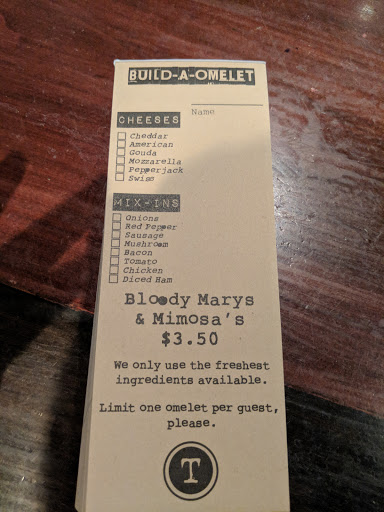 BUILD-A-OMELET
Name
CHEESES
Cheddar
American
Gouda
Mozzarella
Pepperjack
Swiss
MIX-INS
Onions
Red Pepper
Sausage
Mushroom
Bacon
Tomato
Chicken
Diced Ham
Bloody Marys
& Mimosa's
$3.50
We only use the freshest
ingredients available.
Limit one omelet per guest,
please.
T